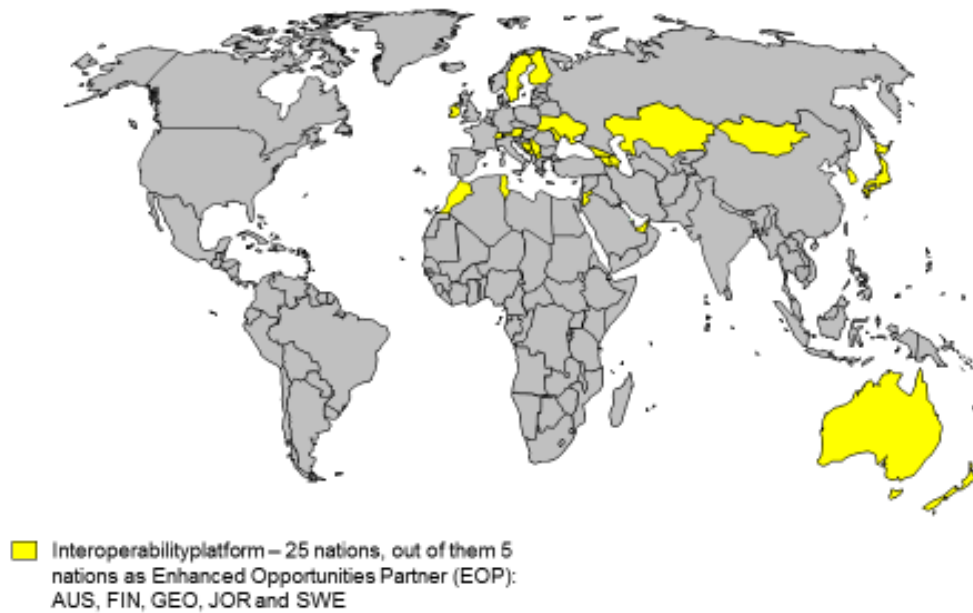 Interoperabilityplatform – 25 nations, out of them 5
nations as Enhanced Opportunities Partner (EOP):
AUS, FIN, GEO, JOR and SWE